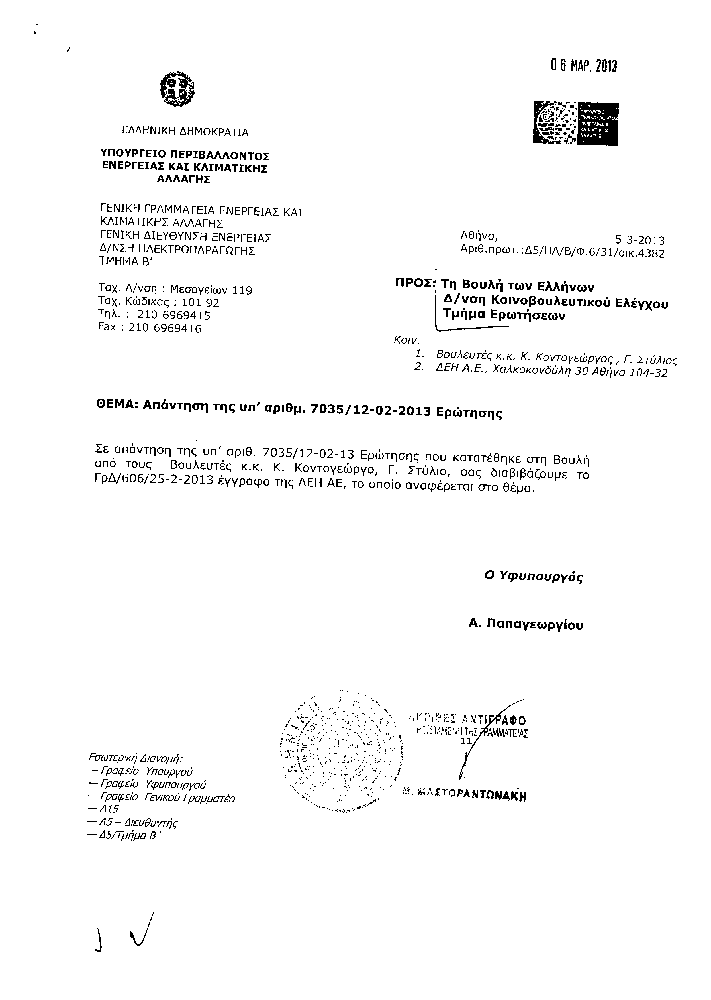 06 ΜΑΡ. 2013
ΥΠΟΥΡΓΕΙΟ
ΠΕΡΙΒΑΛΛΟΝΤΟΣ
ΕΝΕΡΓΕΙΑΣ &
ΚΛΙΜΑΤΙΚΗΣ
ΑΛΛΑΓΗΣ
ΕΛΛΗΝΙΚΗ ΔΗΜΟΚΡΑΤΙΑ
ΥΠΟΥΡΓΕΙΟ ΠΕΡΙΒΑΛΛΟΝΤΟΣ
ΕΝΕΡΓΕΙΑΣ ΚΑΙ ΚΛΙΜΑΤΙΚΗΣ
ΑΛΛΑΓΗΣ
ΓΕΝΙΚΗ ΓΡΑΜΜΑΤΕΙΑ ΕΝΕΡΓΕΙΑΣ ΚΑΙ
ΚΛΙΜΑΤΙΚΗΣ ΑΛΛΑΓΗΣ
ΓΕΝΙΚΗ ΔΙΕΥΘΥΝΣΗ ΕΝΕΡΓΕΙΑΣ
Δ/ΝΣΗ ΗΛΕΚΤΡΟΠΑΡΑΓΩΓΗΣ
ΤΜΗΜΑ Β’
Ταχ. Δ/νση : Μεσογείων 119
Ταχ. Κώδικας : 101 92
Τηλ. : 210-6969415
Fax : 210-6969416
Αθήνα, 5-3-2013
Αριθ.πρωτ.:Δ5/ΗΛ/Β/Φ.6/31/οικ.4382
ΠΡΟΣ: Τη Βουλή των Ελλήνων
Δ/νση Κοινοβουλευτικού Ελέγχου
Τμήμα Ερωτήσεων
Κοιν.
1. Βουλευτές κ.κ. Κ. Κοντογεώργος , Γ. Στύλιος
2. ΔΕΗ Α.Ε., Χαλκοκονδύλη 30 Αθήνα 104-32
ΘΕΜΑ: Απάντηση της υπ’ αριθμ. 7035/12-02-2013 Ερώτησης
Σε απάντηση της υπ’ αριθ. 7035/12-02-13 Ερώτησης που κατατέθηκε στη Βουλή
από τους Βουλευτές κ.κ. Κ. Κοντογεώργο, Γ. Στύλιο, σας διαβιβάζουμε το
ΓρΔ/606/25-2-2013 έγγραφο της ΔΕΗ ΑΕ, το οποίο αναφέρεται στο θέμα.
Ο Υφυπουργός
Α. Παπαγεωργίου
ΕΛΛΗΝΙΚΗ ΔΗΜΟΚΡΑΤΙΑ
ΑΚΡΙΒΕΣ ΑΝΤΙΓΡΑΦΟ
ΠΡΟΪΣΤΑΜΕΝΗ ΤΗΣ ΓΡΑΜΜΑΤΕΙΑΣ
α.α.
Μ. ΜΑΣΤΟΡΑΝΤΩΝΑΚΗ
Εσωτερική Διανομή:
— Γραφείο Υπουργού
— Γραφείο Υφυπουργού
— Γραφείο Γενικού Γραμματέα
— Δ15
— Δ5 – Διευθυντής
— Δ5/Τμήμα Β΄